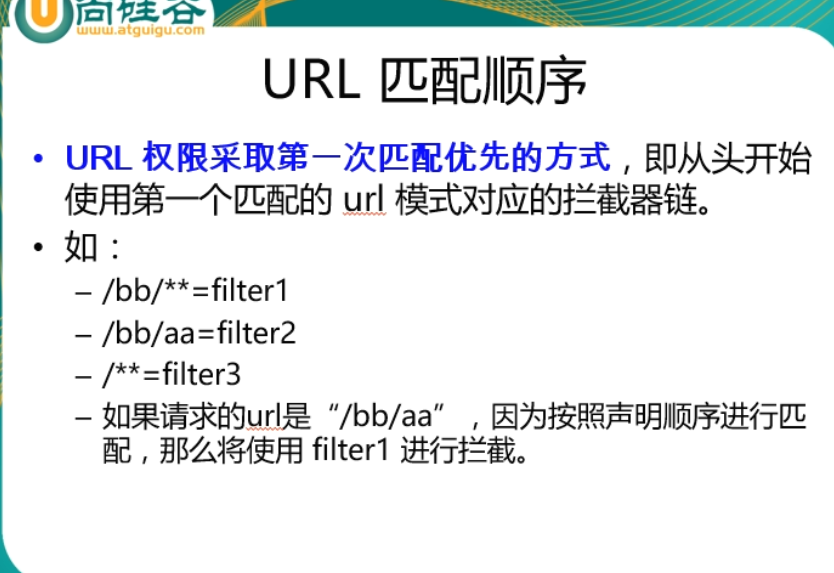 尚硅谷
www.atguigu.com
URL 匹配顺序
• URL 权限采取第一次匹配优先的方式，即从头开始
使用第一个匹配的 url 模式对应的拦截器链。
• 如：
– /bb/**=filter1
– /bb/aa=filter2
– /**=filter3
– 如果请求的url是“/bb/aa”，因为按照声明顺序进行匹
配，那么将使用 filter1 进行拦截。